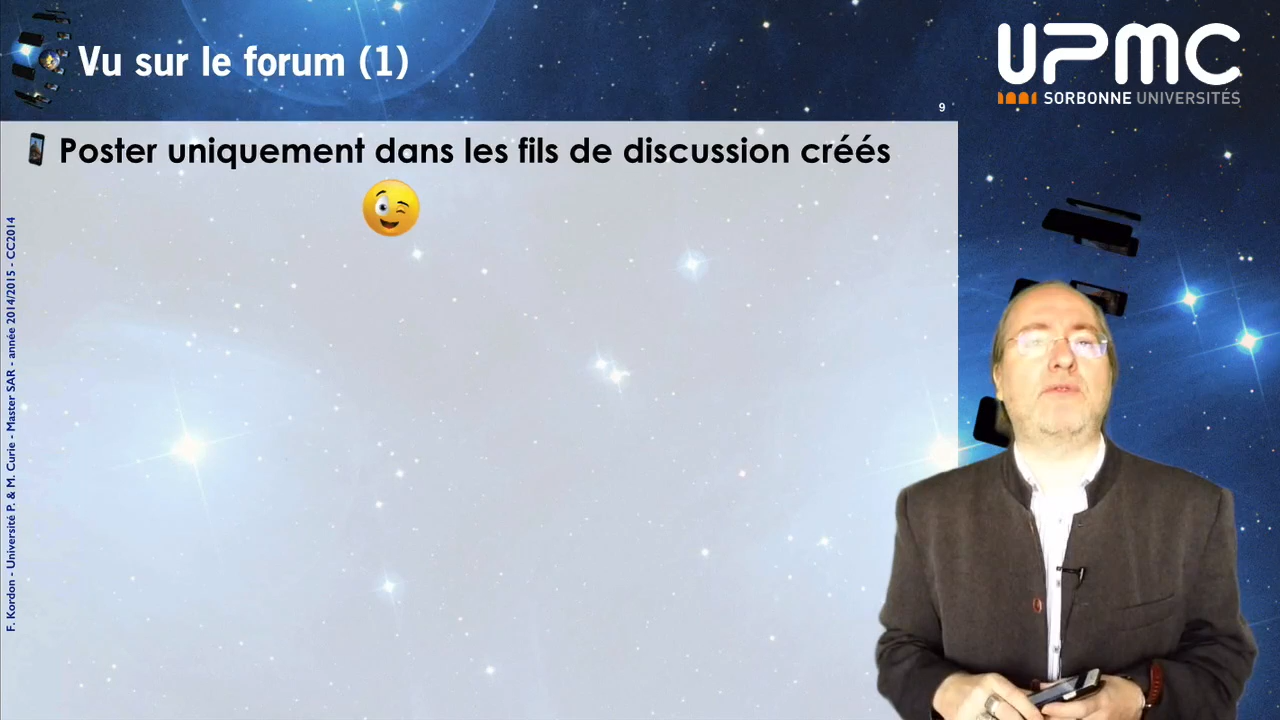 Vu sur le forum (1)
UPMC
SORBONNE UNIVERSITÉS
9
Poster uniquement dans les fils de discussion créés
F. Kordon - Université P. & M. Curie - Master SAR - année 2014/2015 - CC2014